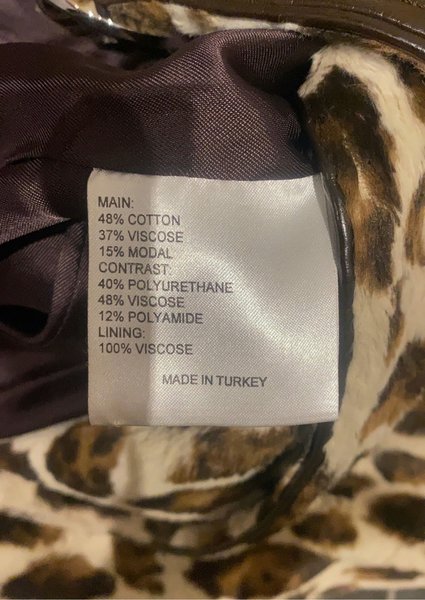 MAIN:
48% COTTON
37% VISCOSE
15% MODAL
CONTRAST:
40% POLYURETHANE
48% VISCOSE
12% POLYAMIDE
LINING:
100% VISCOSE
MADE IN TURKEY